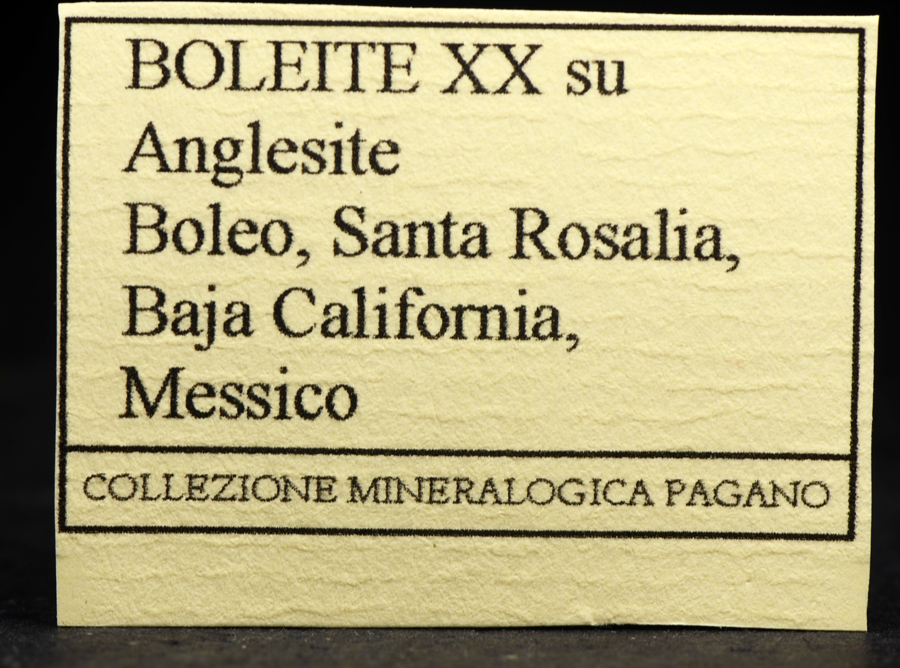 BOLEITE XX su
Anglesite
Boleo, Santa Rosalia,
Baja California,
Messico
COLLEZIONE MINERALOGICA PAGANO